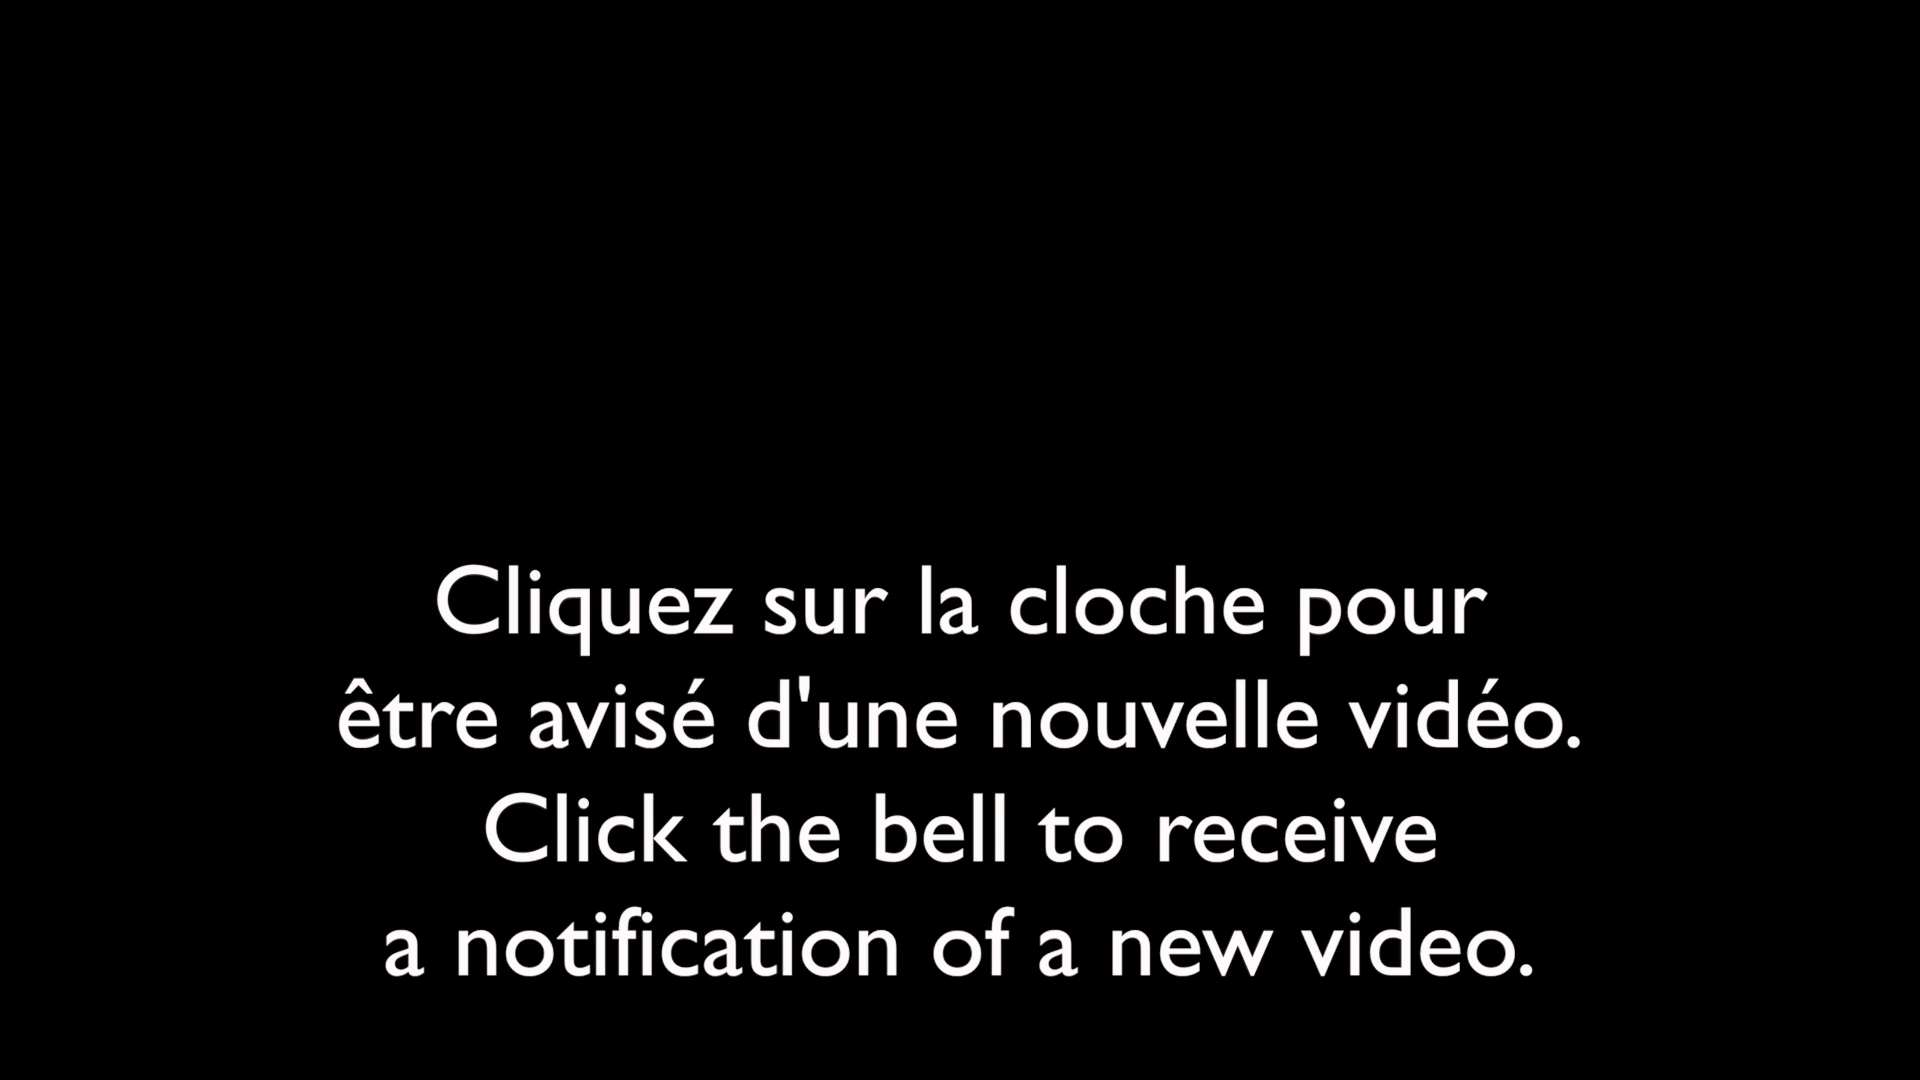 Cliquez sur la cloche pour
être avisé d'une nouvelle vidéo.
Click the bell to receive
a notification of a new video.